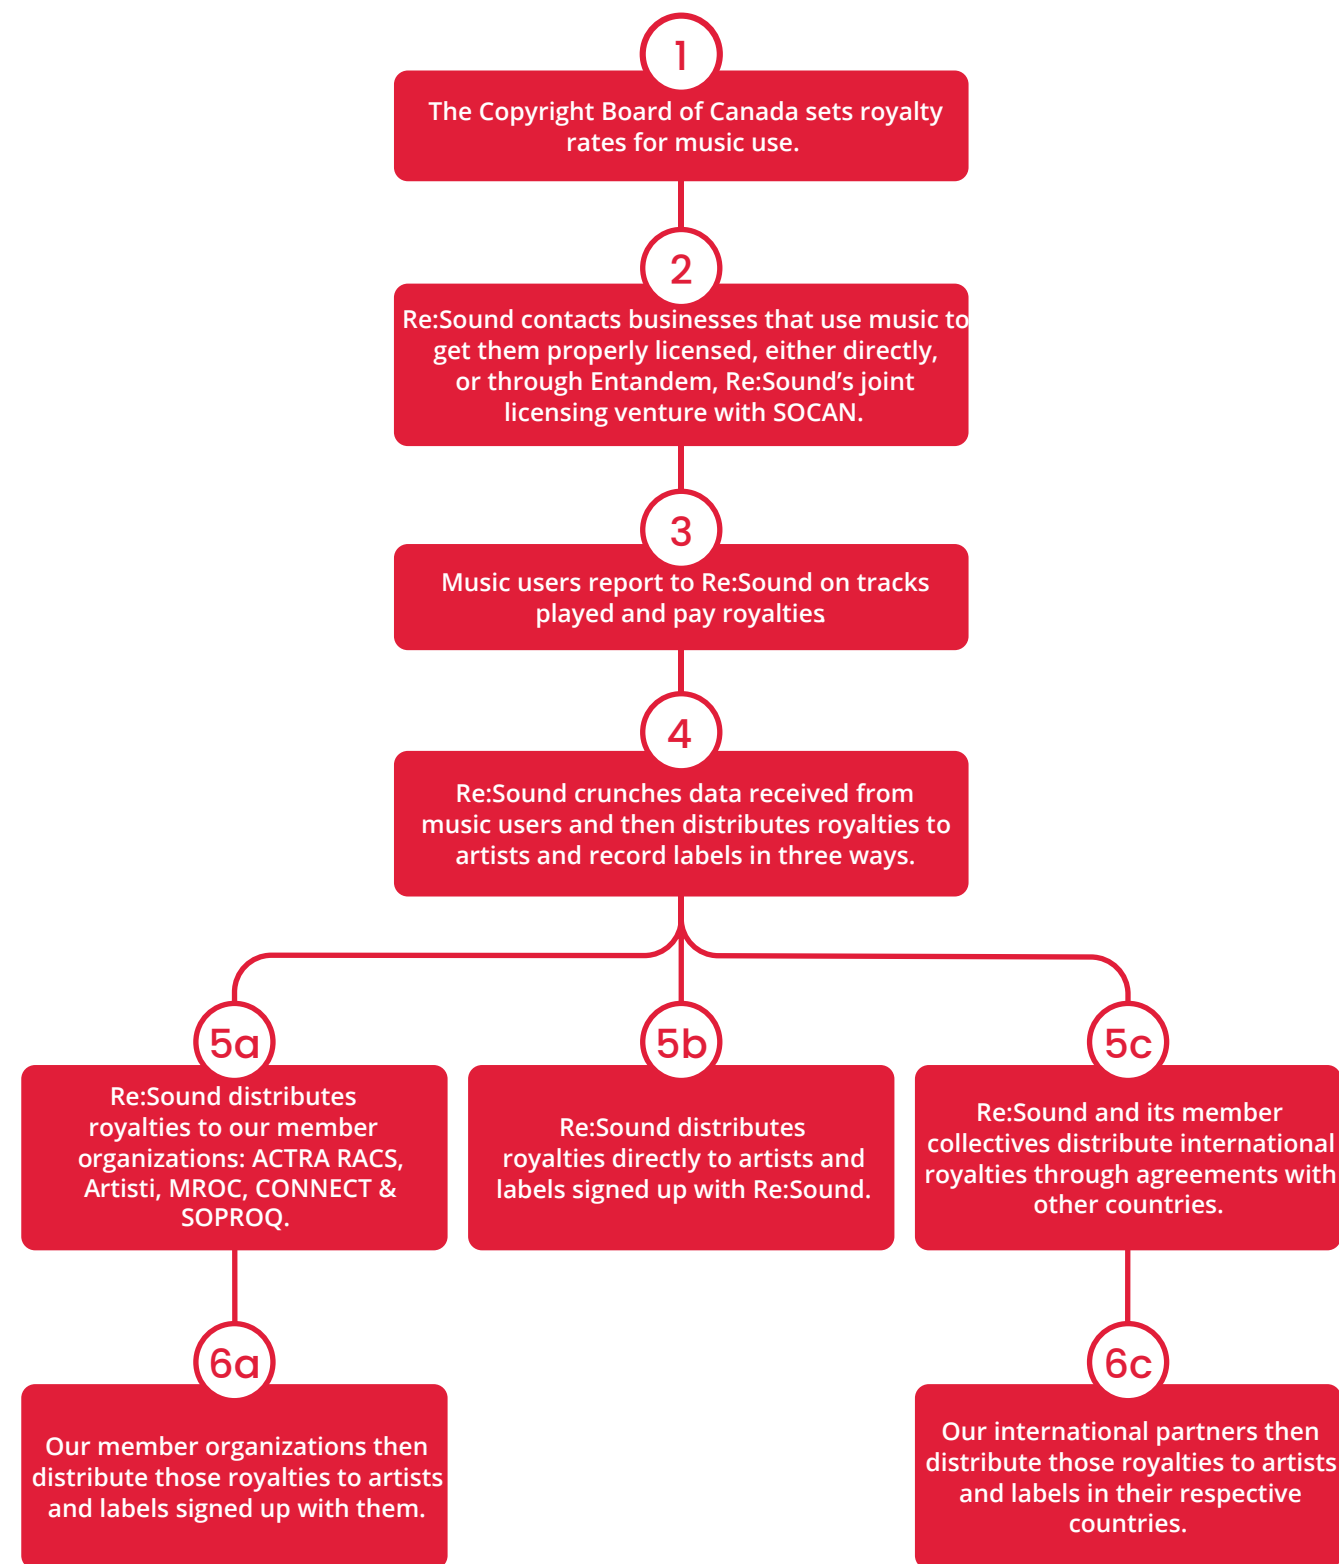 1
The Copyright Board of Canada sets royalty
rates for music use.
2
Re:Sound contacts businesses that use music to
get them properly licensed, either directly,
or through Entandem, Re:Sound’s joint
licensing venture with SOCAN.
3
Music users report to Re:Sound on tracks
played and pay royalties.
4
Re:Sound crunches data received from
music users and then distributes royalties to
artists and record labels in three ways.
5a
Re:Sound distributes
royalties to our member
organizations: ACTRA RACS,
Artisti, MROC, CONNECT &
SOPROQ.
5b
Re:Sound distributes
royalties directly to artists and
labels signed up with Re:Sound.
5c
Re:Sound and its member
collectives distribute international
royalties through agreements with
other countries.
6a
Our member organizations then
distribute those royalties to artists
and labels signed up with them.
6c
Our international partners then
distribute those royalties to artists
and labels in their respective
countries.